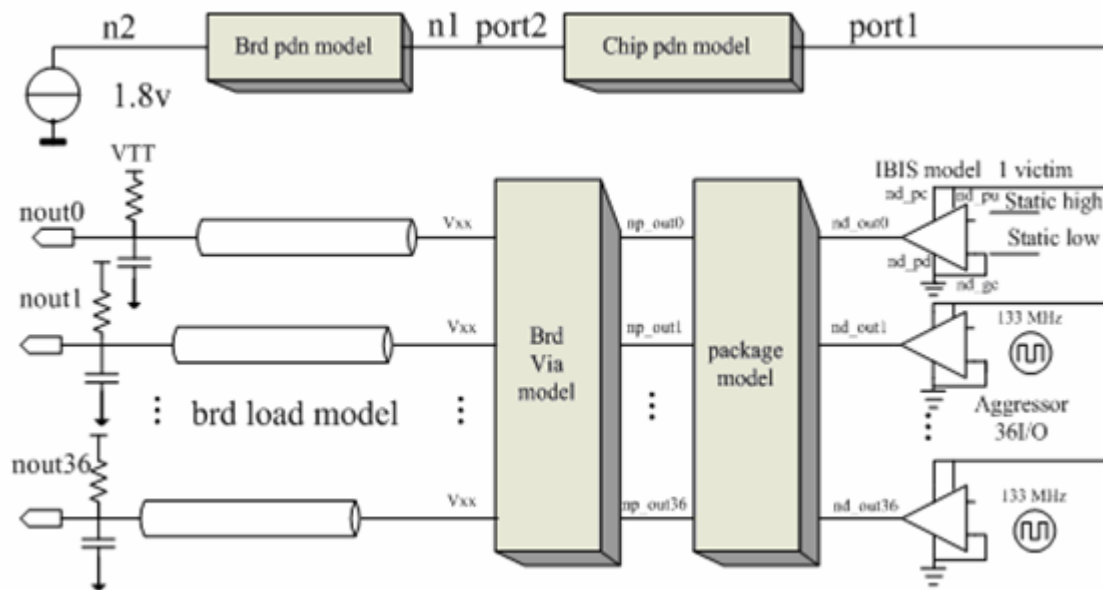 n2
Brd pdn model
n1 port2
Chip pdn model
port1
1.8v
VTT
IBIS model 1 victim
nd_pc
nd_pu
Static high
nout0
Vxx
np_out0
nd_out0
Static low
nd_pd
nd_gc
nout1
133 MHz
Vxx
np_out1
nd_out1
Brd
Via
model
package
model
brd load model
Aggressor
36I/O
nout36
133 MHz
Vxx
np_out36
nd_out36